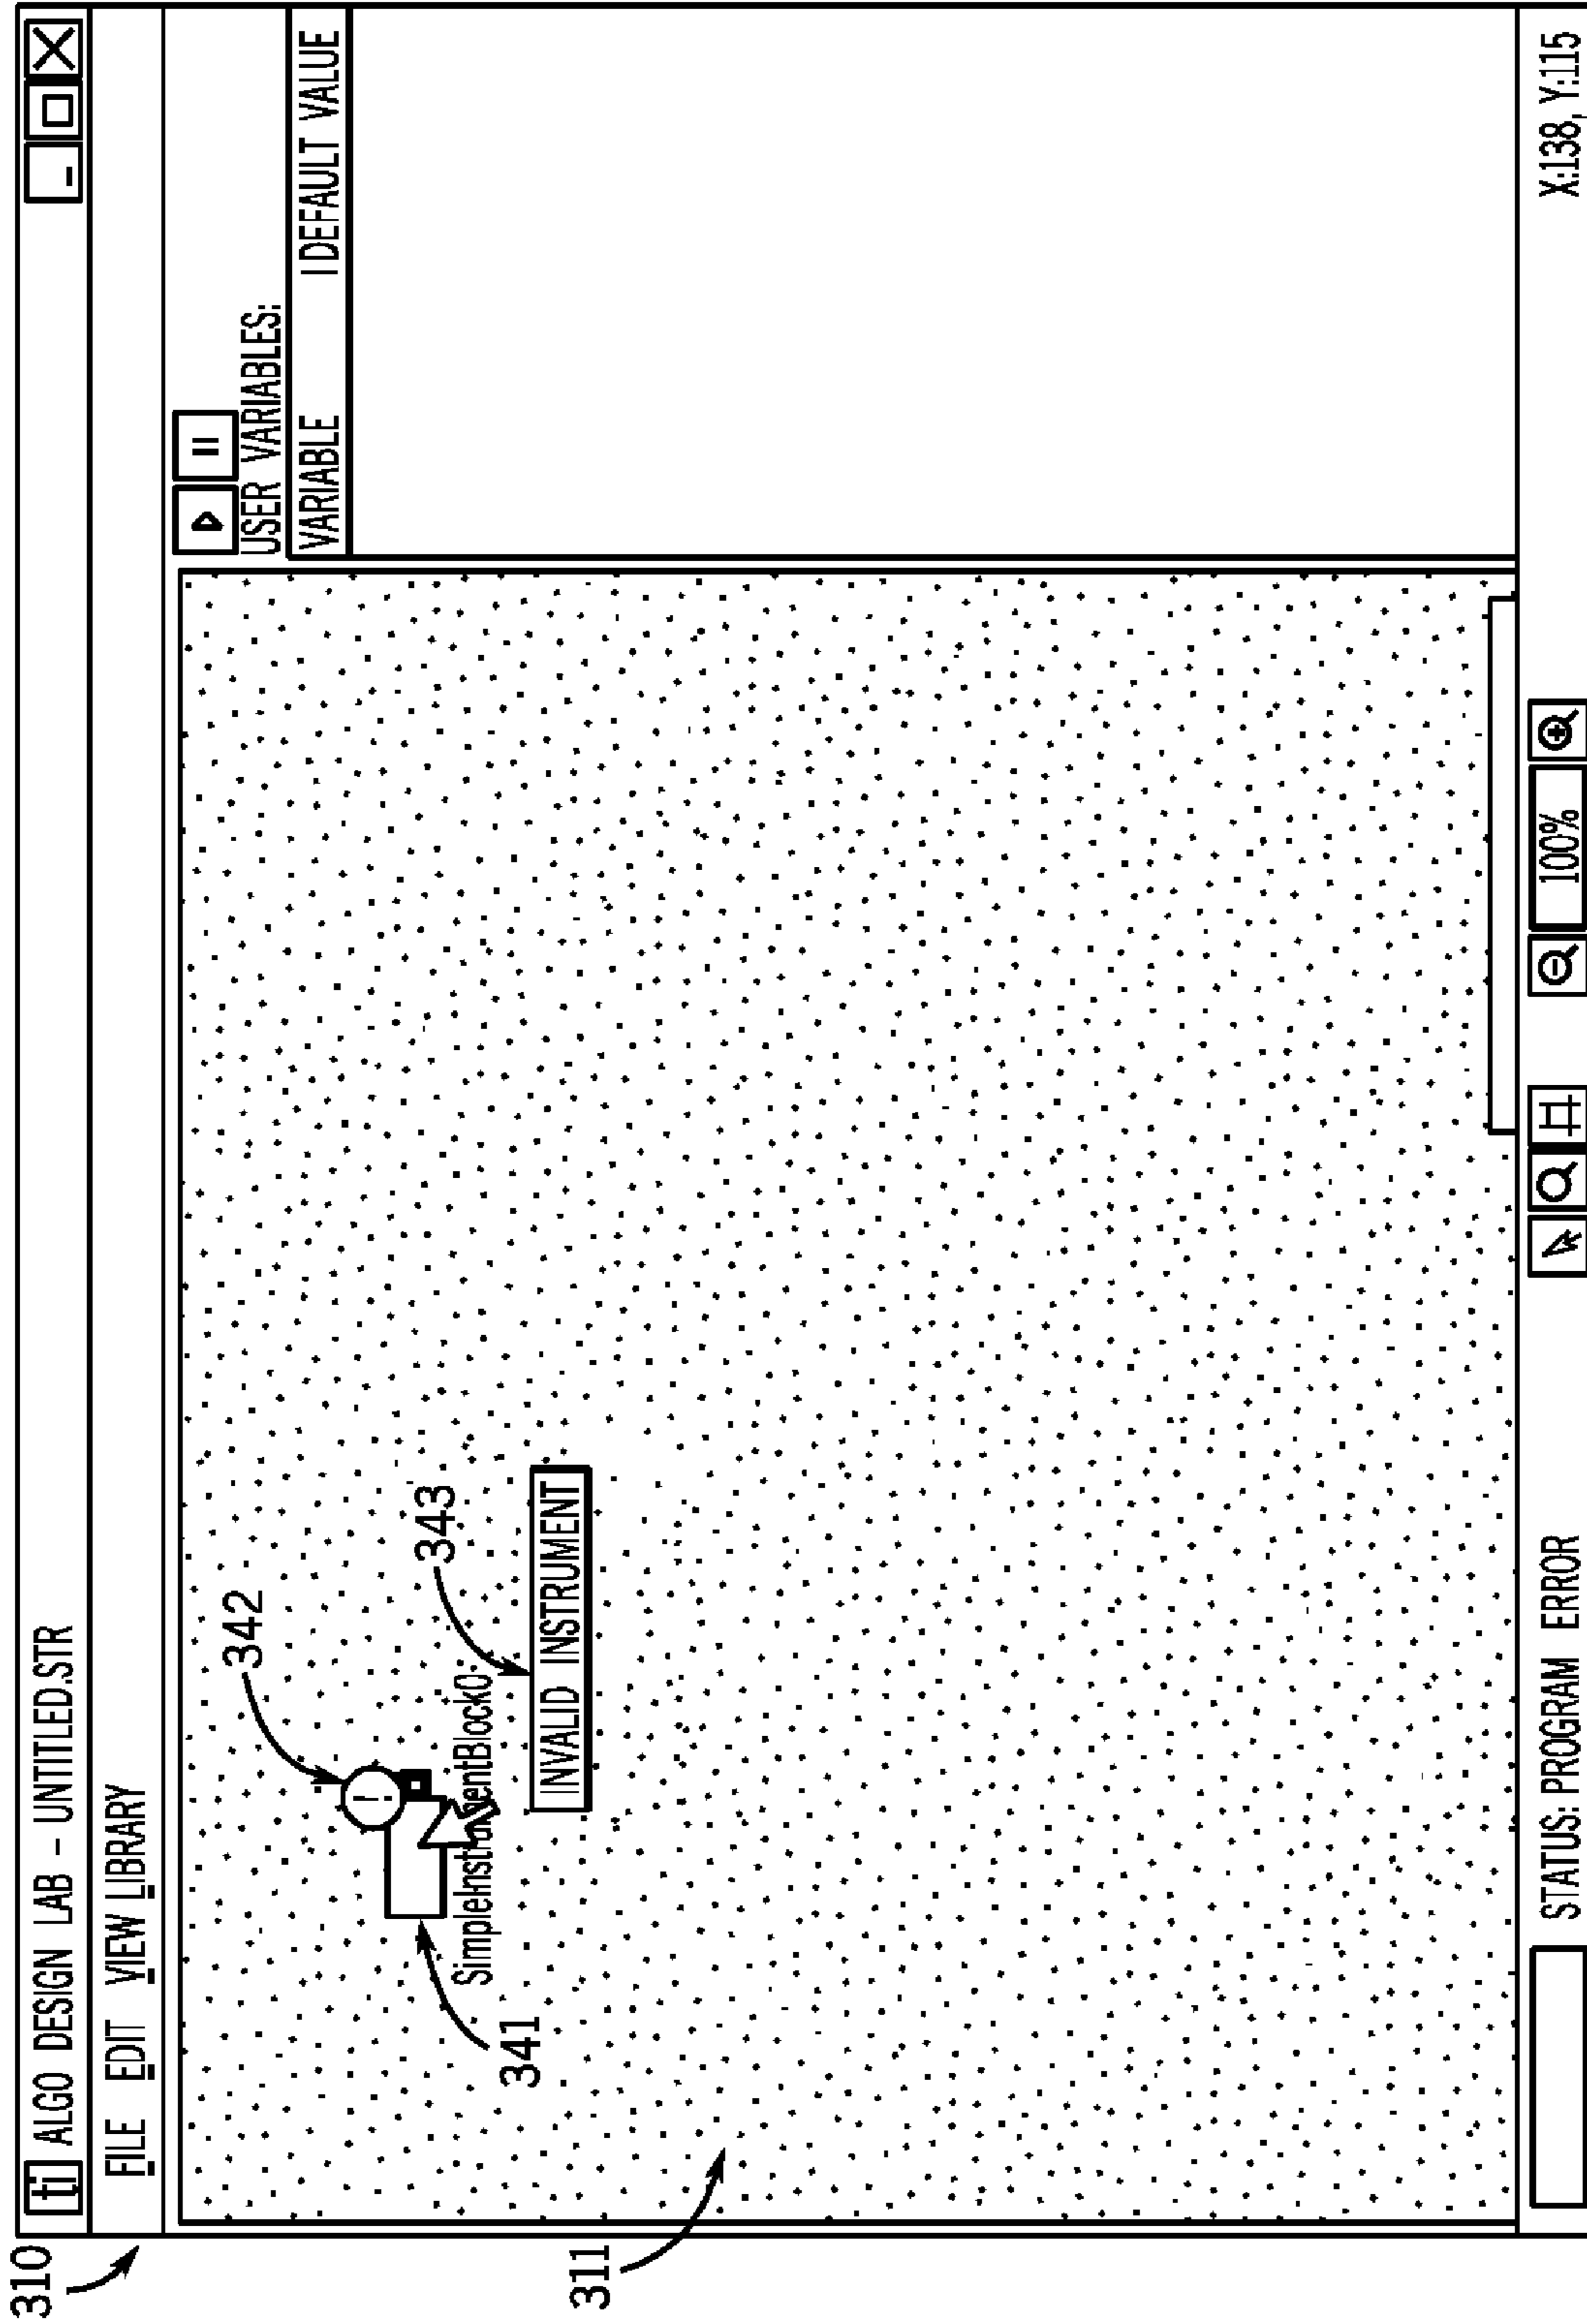 310
ti ALGO DESIGN LAB - UNTITLED.STR
FILE EDIT VIEW LIBRARY
USER VARIABLES:
VARIABLE | DEFAULT VALUE
342
343
341
INVALID INSTRUMENT
311
STATUS: PROGRAM ERROR
100%
X:138, Y:115